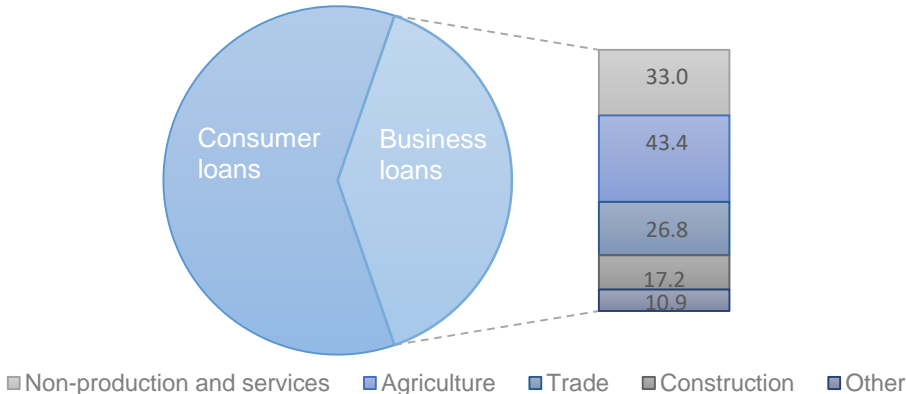 33.0
Consumer
loans
Business
loans
43.4
26.8
17.2
10.9
Non-production and services Agriculture Trade Construction Other